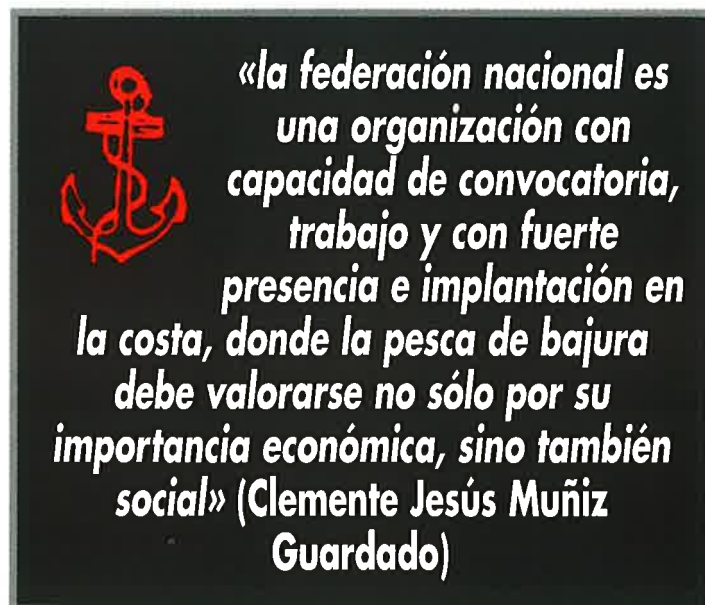 «la federación nacional es
una organización con
capacidad de convocatoria,
trabajo y con fuerte
presencia e implantación en
la costa, donde la pesca de bajura
debe valorarse no sólo por su
importancia económica, sino también
social» (Clemente Jesús Muñiz
Guardado)